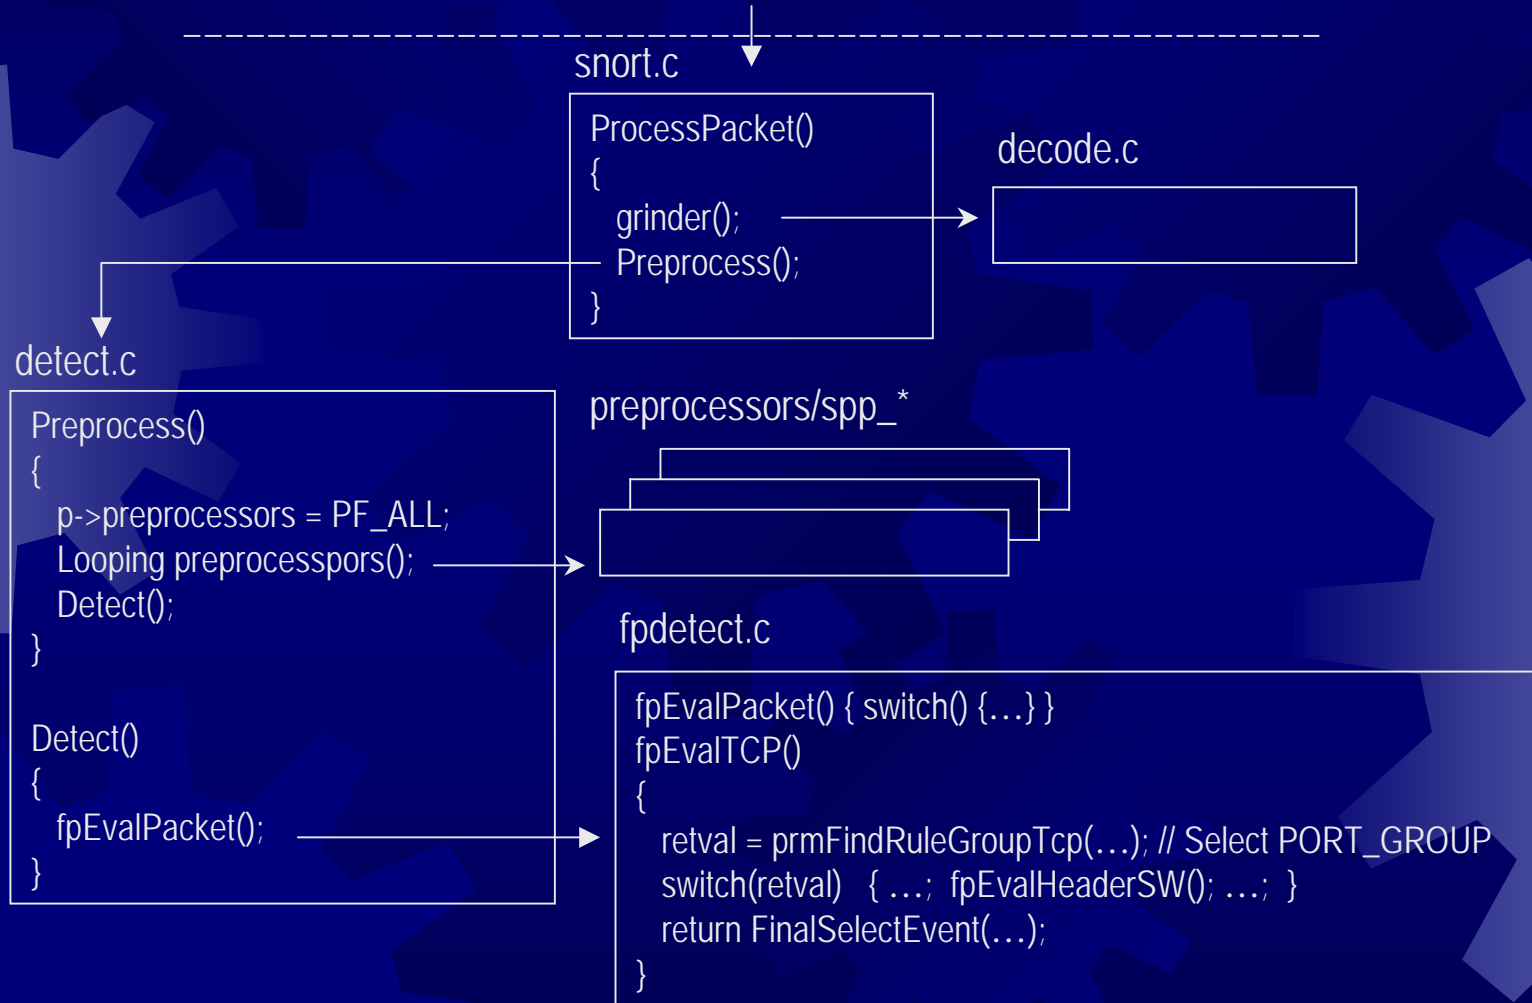 snort.c
ProcessPacket()
{
grinder();
Preprocess();
}
decode.c
detect.c
Preprocess()
{
p->preprocessors = PF_ALL;
Looping preprocesspors();
Detect();
}
Detect()
{
fpEvalPacket();
}
preprocessors/spp_*
fpdetect.c
fpEvalPacket() { switch() {…} }
fpEvalTCP()
{
retval = prmFindRuleGroupTcp(…); // Select PORT_GROUP
switch(retval) { …; fpEvalHeaderSW(); …; }
return FinalSelectEvent(…);
}